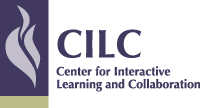 CILC
Center for Interactive
Learning and Collaboration